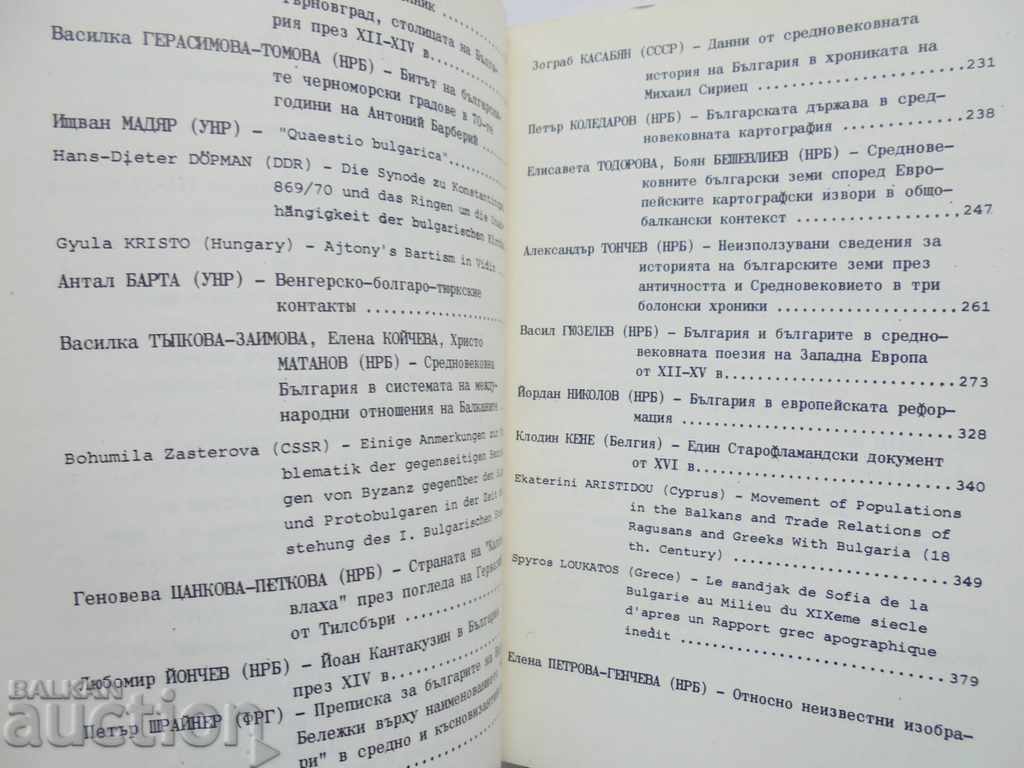 ърновград, столицата на
рия през XII-XIV в.
Василка ГЕРАСИМОВА-ТОМОВА (НРБ) - Битът на
те черноморски градове в 70-те
години на Антоний Барберий
Ищван МАДЯР (УНР) - "Quaestio bulgarica"
Hans-Dieter DÖPMAN (DDR) - Die Synode zu
869/70 und das Ringen um die
hängigkeit der bulgarischen
Gyula KRISTO (Hungary) - Ajtony's Bartism in Vidin
Антал БАРТА (УНР) - Венгерско-болгаро-тюркские
контакты
Василка ТЪПКОВА-ЗАИМОВА, Елена КОЙЧЕВА, Христо
МАТАНОВ (НРБ) - Средновековна
България в системата на между-
народни отношения на Балканите
Bohumila Zasterova (CSSR) - Einige Anmerkungen zur
blematik der gegenseitigen
gen von Byzanz gegenüber den
und Protobulgaren in der Zeit
stehung des I. Bulgarischen
Геновева ЦАНКОВА-ПЕТКОВА (НРБ) - Страната на
влаха" през погледа на
от Тилсбъри
Любомир ЙОНЧЕВ (НРБ) - Йоан Кантакузин в България
през XIV в.
Петър ШРАЙНЕР (ФРГ) - Преписка за българите на
Бележки върху наименованието
ри" в средно и
Зограб КАСАБЯН (СССР) - Данни от средновековната
история на България в хрониката на
Михаил Сириец 231
Петър КОЛЕДАРОВ (НРБ) - Българската държава в сред-
новековната картография 238
Елисавета ТОДОРОВА, Боян БЕШЕВЛИЕВ (НРБ) - Среднове-
ковните български земи според Евро-
пейските картографски извори в общо-
балкански контекст 247
Александър ТОНЧЕВ (НРБ) - Неизползувани сведения за
историята на българските земи през
античността и Средновековието в три
болонски хроники 261
Васил ГЮЗЕЛЕВ (НРБ) - България и българите в средно-
вековната поезия на Западна Европа
от XII-XV в. 273
Йордан НИКОЛОВ (НРБ) - България в европейската рефор-
мация 328
Клодин КЕНЕ (Белгия) - Един Старофламандски документ
от XVI в. 340
Ekaterini ARISTIDOU (Cyprus) - Movement of Populations
in the Balkans and Trade Relations of
Ragusans and Greeks With Bulgaria (18
th. Century) 349
Spyros LOUKATOS (Grece) - Le sandjak de Sofia de la
Bulgarie au Milieu du XIXeme siecle
d'apres un Rapport grec apographique
inedit 379
Елена ПЕТРОВА-ГЕНЧЕВА (НРБ) - Относно неизвестни изобра-
BALKAN
auction